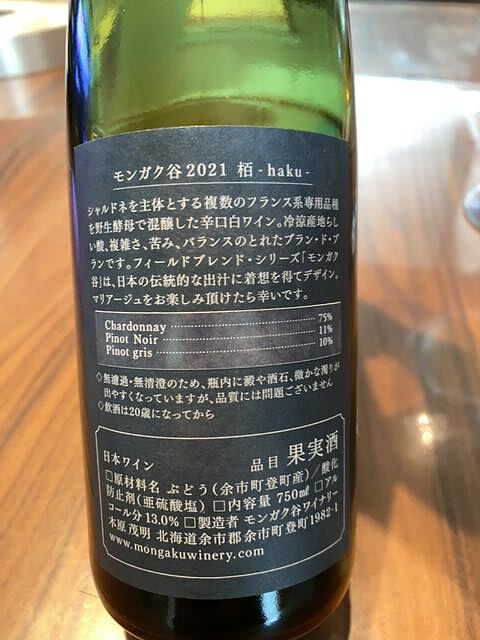 モンガク谷2021 栢 -haku-
シャルドネを主体とする複数のフランス系専用品種
を野生酵母で混醸した辛口白ワイン。冷涼産地らし
い酸、複雑さ、苦み、バランスのとれたブラン・ド・ブ
ランです。フィールドブレンド・シリーズ「モンガク
谷」は、日本の伝統的な出汁に着想を得てデザイン。
マリアージュをお楽しみ頂けたら幸いです。
Chardonnay ........ 75%
Pinot Noir ........ 11%
Pinot gris ........ 10%
◇無濾過・無清澄のため、瓶内に澱や酒石、微かな濁りが
出やすくなっていますが、品質には問題ございません
◇飲酒は20歳になってから
日本ワイン 品目 果実酒
□原材料名 ぶどう(余市町登町産)/酸化
防止剤(亜硫酸塩) □内容量 750ml □アル
コール分13.0% □製造者 モンガク谷ワイナリー
木原茂明 北海道余市郡余市町登町1982-1
www.mongakuwinery.com